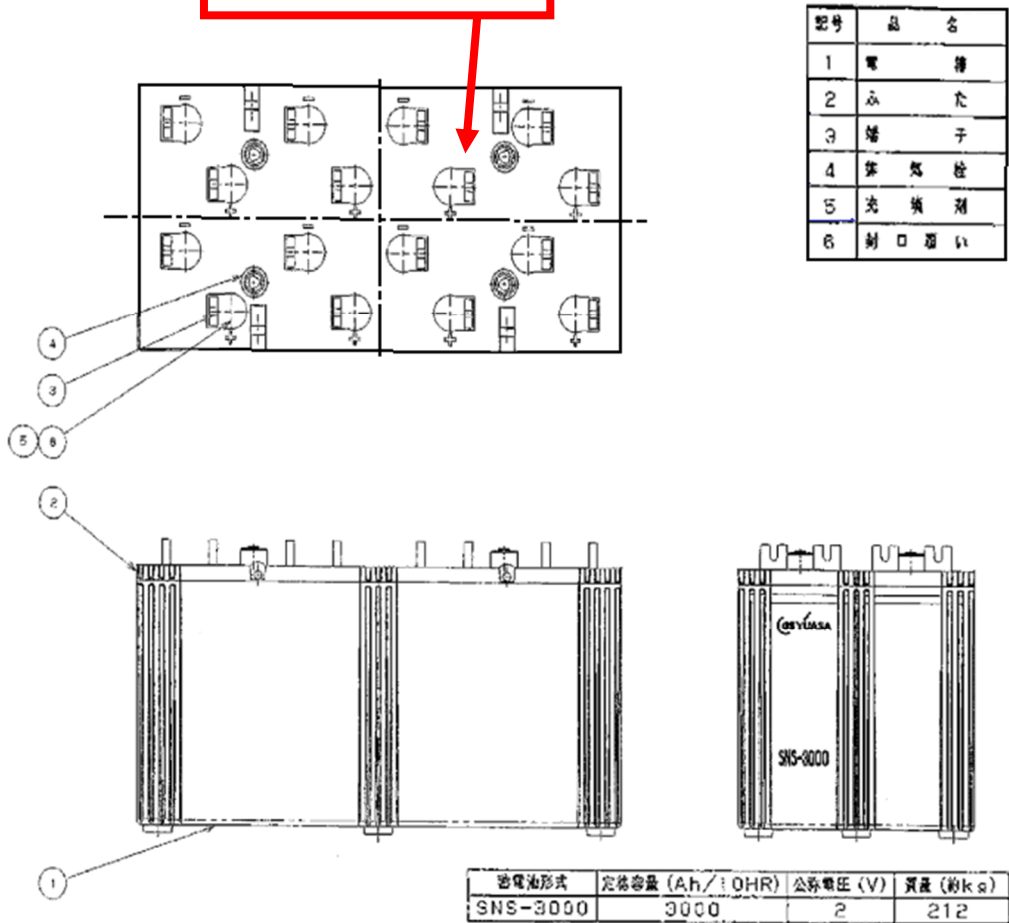 記号 品名
1 電槽
2 ふた
3 端子
4 排気栓
5 充填剤
6 封口覆い
4
3
5 6
2
GSYUASA
SNS-3000
1
蓄電池形式 定格容量 (Ah/10HR) 公称電圧 (V) 質量 (約kg)
SNS-3000 3000 2 212